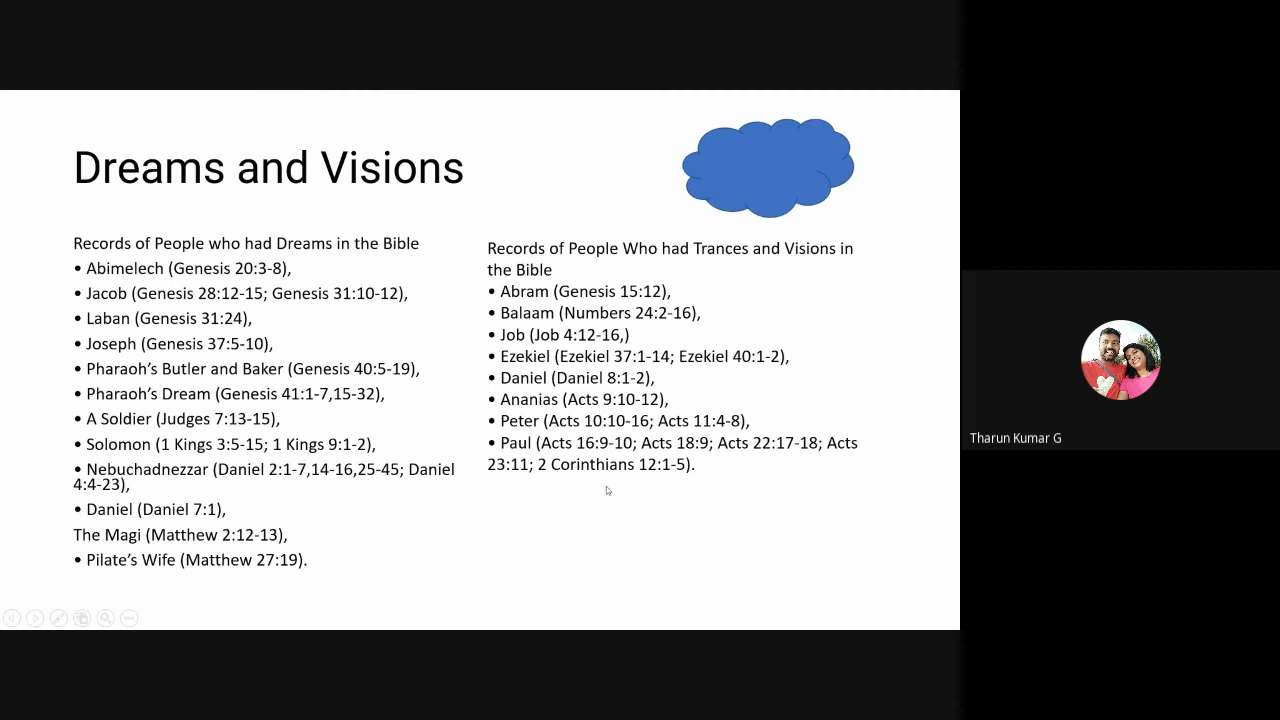 Dreams and Visions
Records of People who had Dreams in the Bible
• Abimelech (Genesis 20:3-8),
• Jacob (Genesis 28:12-15; Genesis 31:10-12),
• Laban (Genesis 31:24),
• Joseph (Genesis 37:5-10),
• Pharaoh's Butler and Baker (Genesis 40:5-19),
• Pharaoh's Dream (Genesis 41:1-7,15-32),
• A Soldier (Judges 7:13-15),
• Solomon (1 Kings 3:5-15; 1 Kings 9:1-2),
• Nebuchadnezzar (Daniel 2:1-7,14-16,25-45; Daniel
4:4-23),
• Daniel (Daniel 7:1),
The Magi (Matthew 2:12-13),
• Pilate's Wife (Matthew 27:19).
Records of People Who had Trances and Visions in
the Bible
• Abram (Genesis 15:12),
• Balaam (Numbers 24:2-16),
• Job (Job 4:12-16,)
• Ezekiel (Ezekiel 37:1-14; Ezekiel 40:1-2),
• Daniel (Daniel 8:1-2),
• Ananias (Acts 9:10-12),
• Peter (Acts 10:10-16; Acts 11:4-8),
• Paul (Acts 16:9-10; Acts 18:9; Acts 22:17-18; Acts
23:11; 2 Corinthians 12:1-5).
Tharun Kumar G